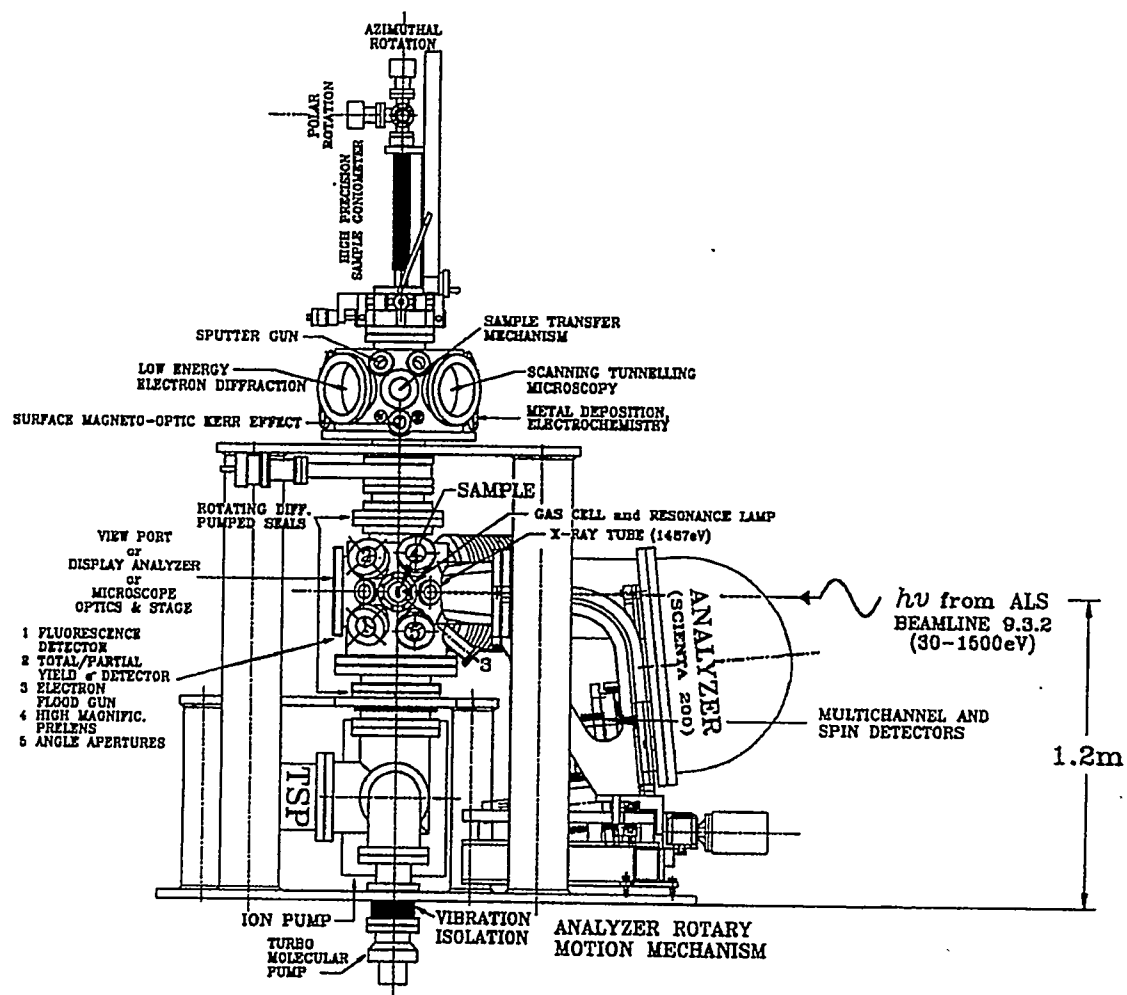 AZIMUTHAL
ROTATION
POLAR
ROTATION
HIGH PRECISION
SAMPLE GONIOMETER
SPUTTER GUN
SAMPLE TRANSFER
MECHANISM
LOW ENERGY
ELECTRON DIFFRACTION
SCANNING TUNNELLING
MICROSCOPY
SURFACE MAGNETO-OPTIC KERR EFFECT
METAL DEPOSITION,
ELECTROCHEMISTRY
SAMPLE
ROTATING DIFF.
PUMPED SEALS
GAS CELL and RESONANCE LAMP
X-RAY TUBE (1487eV)
VIEW PORT
or
DISPLAY ANALYZER
or
MICROSCOPE
OPTICS & STAGE
ANALYZER
(SCIENTA 200)
hν from ALS
BEAMLINE 9.3.2
(30-1500eV)
1 FLUORESCENCE
DETECTOR
2 TOTAL/PARTIAL
YIELD e⁻ DETECTOR
3 ELECTRON
FLOOD GUN
4 HIGH MAGNIFIC.
PRELENS
5 ANGLE APERTURES
1
2
3
5
MULTICHANNEL AND
SPIN DETECTORS
1.2m
TSP
ION PUMP
VIBRATION
ISOLATION
TURBO
MOLECULAR
PUMP
ANALYZER ROTARY
MOTION MECHANISM